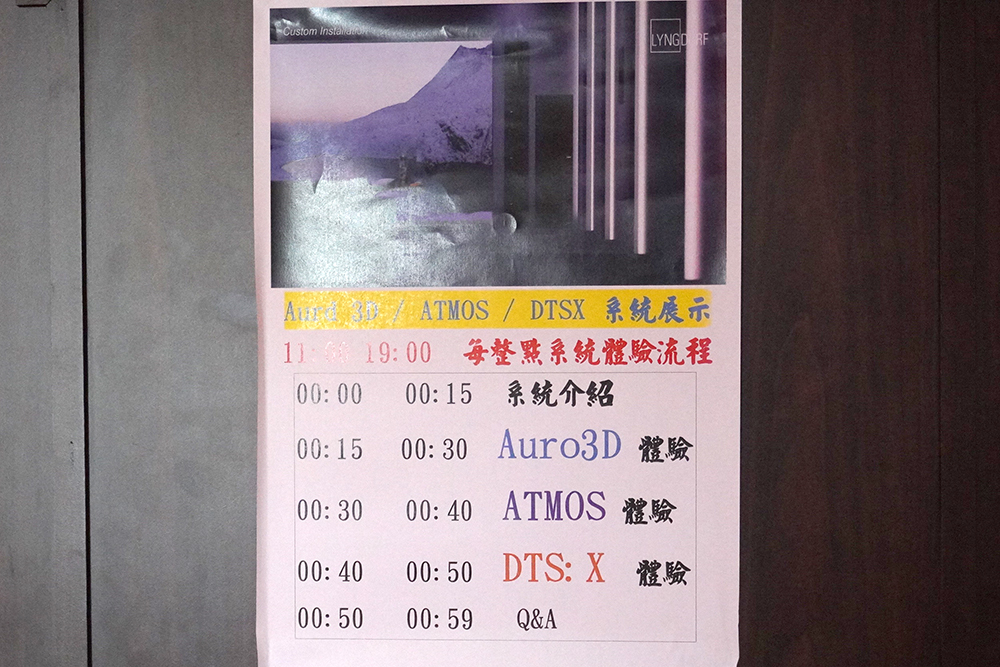 Custom Installation
LYNGDORF
Auro 3D / ATMOS / DTSX 系統展示
11:00 19:00 每整點系統體驗流程
00:00 00:15 系統介紹
00:15 00:30 Auro3D 體驗
00:30 00:40 ATMOS 體驗
00:40 00:50 DTS:X 體驗
00:50 00:59 Q&A